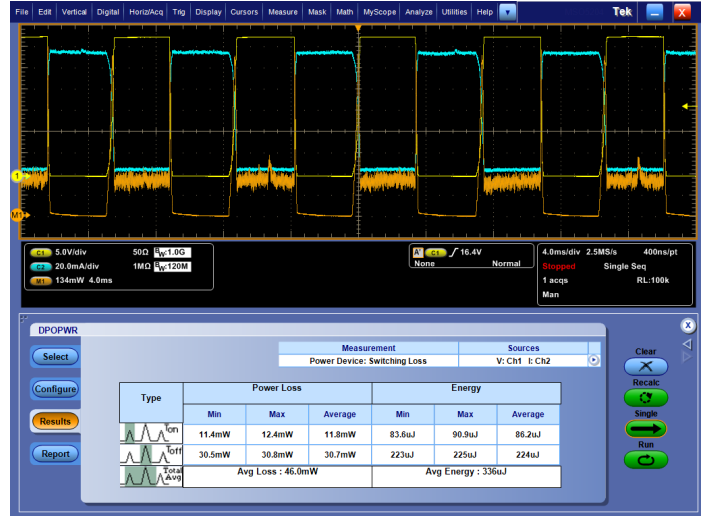 File Edit Vertical Digital Horiz/Acq Trig Display Cursors Measure Mask Math MyScope Analyze Utilities Help Tek X
1
M1
C1 5.0V/div 50Ω BW:1.0G
C2 20.0mA/div 1MΩ BW:120M
M1 134mW 4.0ms
A' C1 16.4V
None Normal
4.0ms/div 2.5MS/s 400ns/pt
Stopped Single Seq
1 acqs RL:100k
Man
DPOPWR
X
Select
Configure
Results
Report
Measurement Sources
Power Device: Switching Loss V: Ch1 I: Ch2
Type Power Loss Energy
Min Max Average Min Max Average
Ton 11.4mW 12.4mW 11.8mW 83.6uJ 90.9uJ 86.2uJ
Toff 30.5mW 30.8mW 30.7mW 223uJ 225uJ 224uJ
Total Avg Avg Loss : 46.0mW Avg Energy : 336uJ
Clear
Recalc
Single
Run